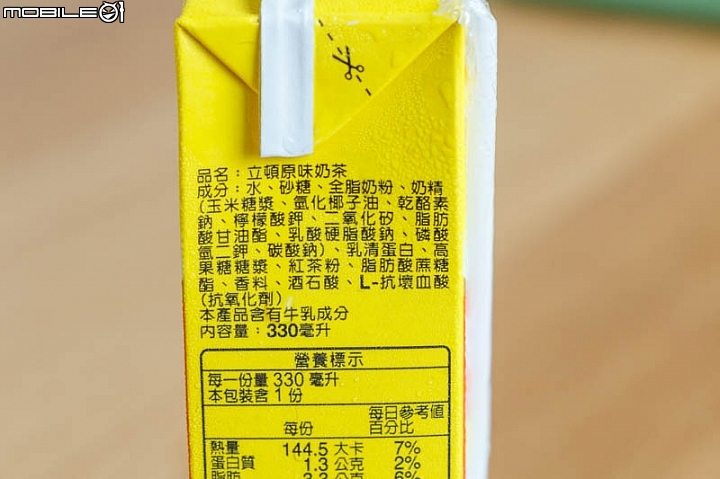 MOBILE01
品名：立頓原味奶茶
成分：水、砂糖、全脂奶粉、奶精
(玉米糖漿、氫化椰子油、乾酪素
鈉、檸檬酸鉀、二氧化矽、脂肪
酸甘油酯、乳酸硬脂酸鈉、磷酸
氫二鉀、碳酸鈉)、乳清蛋白、高
果糖糖漿、紅茶粉、脂肪酸蔗糖
酯、香料、酒石酸、L-抗壞血酸
(抗氧化劑)
本產品含有牛乳成分
內容量：330毫升
營養標示
每一份量 330 毫升
本包裝含 1 份
每份 每日參考值百分比
熱量 144.5 大卡 7%
蛋白質 1.3 公克 2%
脂肪 3.3 公克 6%